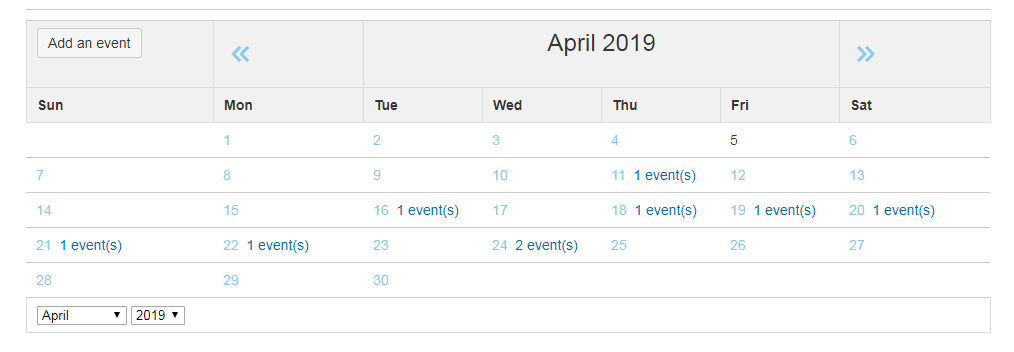 Add an event « April 2019 »
Sun Mon Tue Wed Thu Fri Sat
1 2 3 4 5 6
7 8 9 10 11 1 event(s) 12 13
14 15 16 1 event(s) 17 18 1 event(s) 19 1 event(s) 20 1 event(s)
21 1 event(s) 22 1 event(s) 23 24 2 event(s) 25 26 27
28 29 30
April 2019